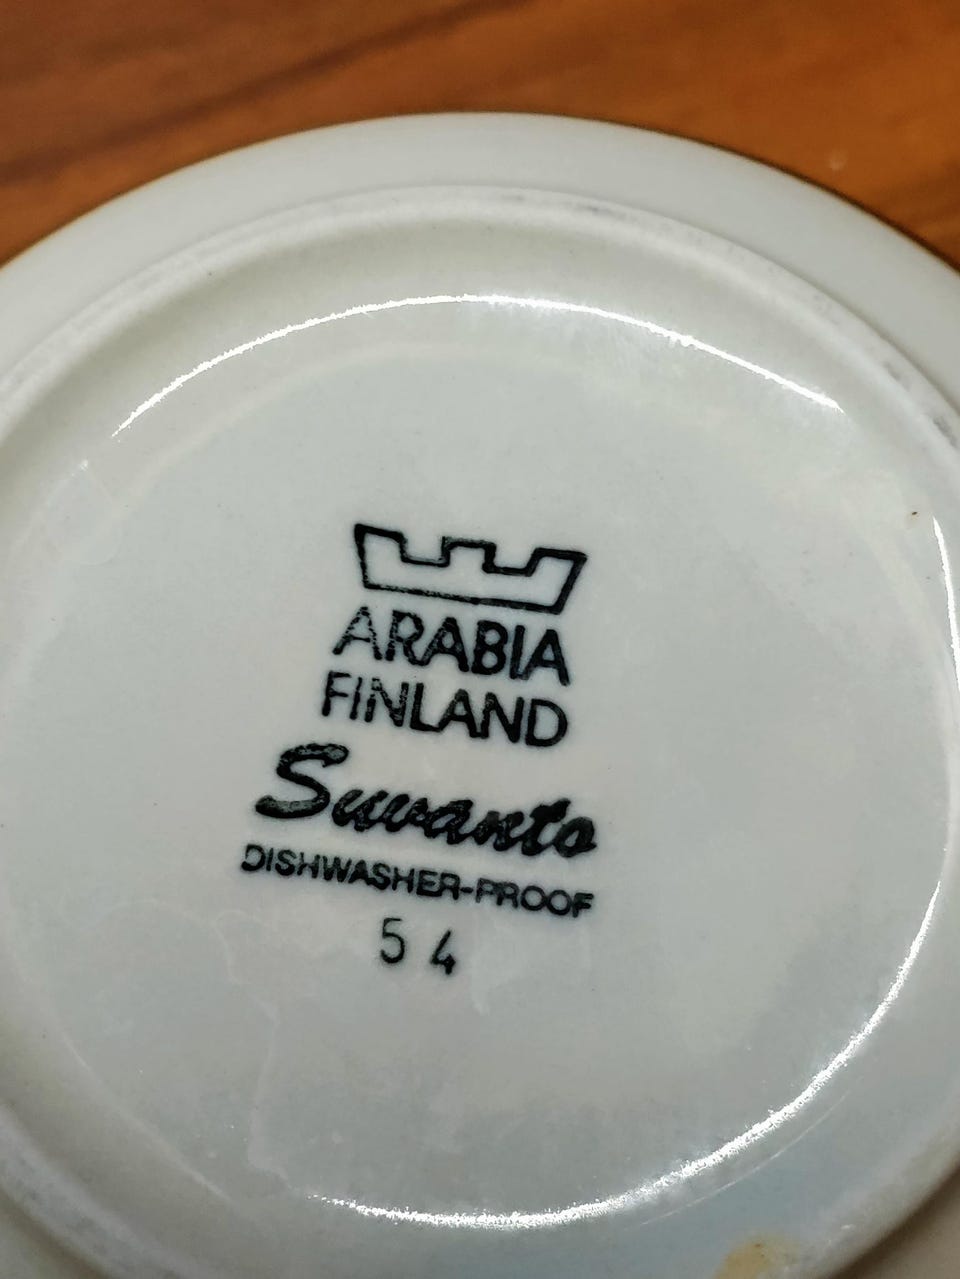 ARABIA
FINLAND
Suvanto
DISHWASHER-PROOF
5 4